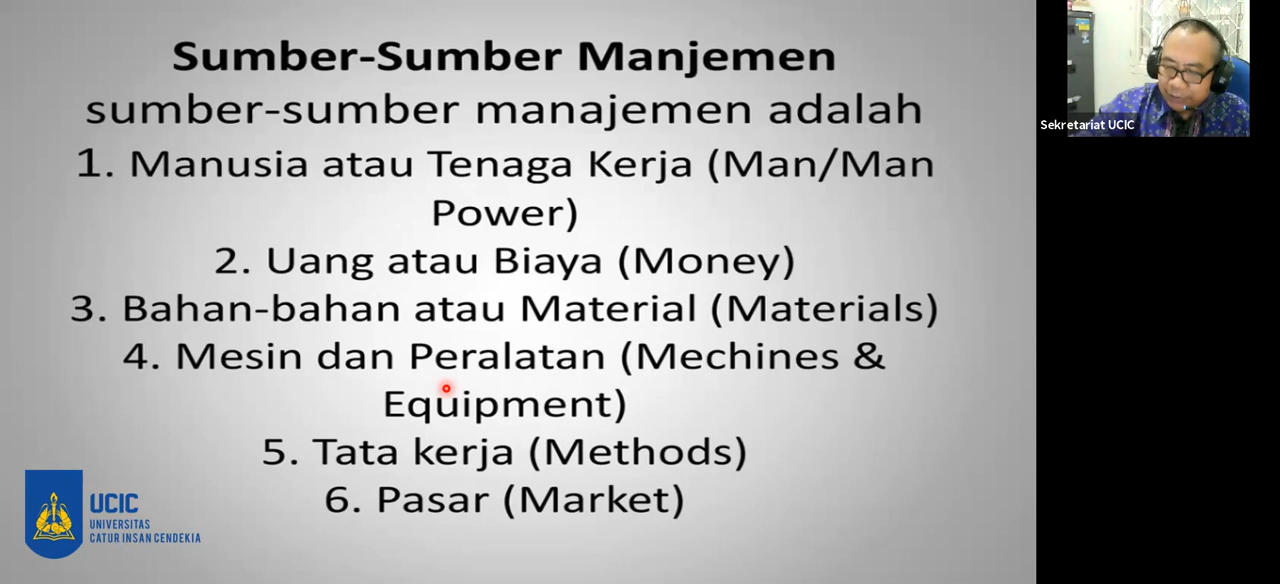 Sumber-Sumber Manjemen
sumber-sumber manajemen adalah
1. Manusia atau Tenaga Kerja (Man/Man
Power)
2. Uang atau Biaya (Money)
3. Bahan-bahan atau Material (Materials)
4. Mesin dan Peralatan (Mechines &
Equipment)
5. Tata kerja (Methods)
6. Pasar (Market)
UCIC
UNIVERSITAS
CATUR INSAN CENDEKIA
Sekretariat UCIC